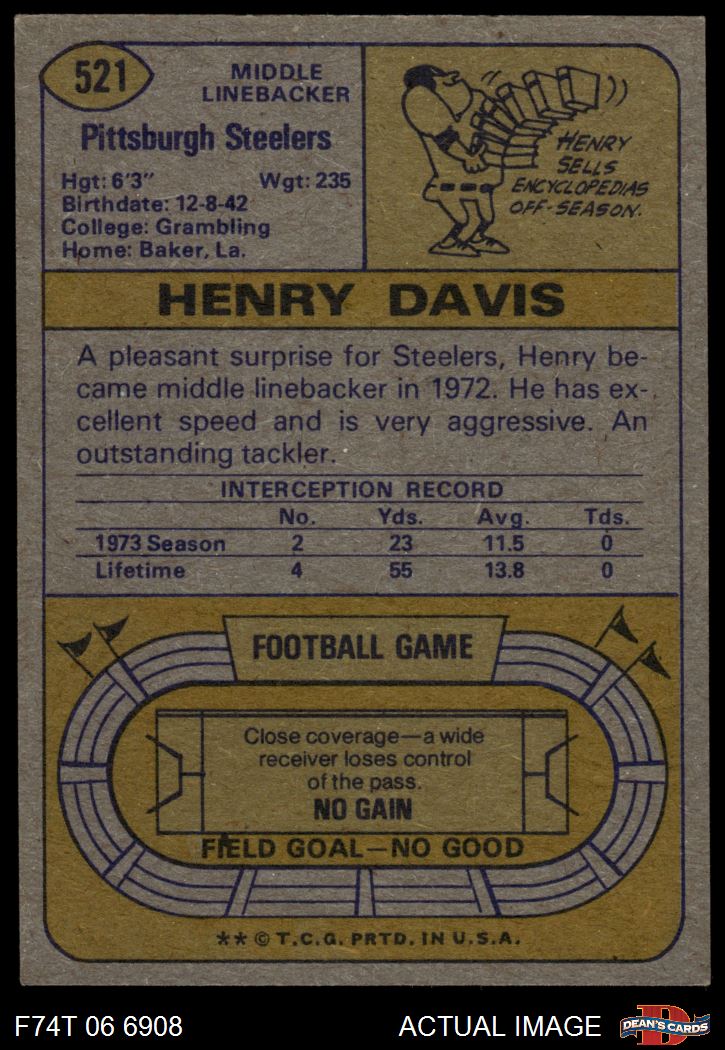 521
MIDDLE
LINEBACKER
Pittsburgh Steelers
Hgt: 6'3" Wgt: 235
Birthdate: 12-8-42
College: Grambling
Home: Baker, La.
HENRY
SELLS
ENCYCLOPEDIAS
OFF-SEASON.
HENRY DAVIS
A pleasant surprise for Steelers, Henry be-
came middle linebacker in 1972. He has ex-
cellent speed and is very aggressive. An
outstanding tackler.
INTERCEPTION RECORD
No. Yds. Avg. Tds.
1973 Season 2 23 11.5 0
Lifetime 4 55 13.8 0
FOOTBALL GAME
Close coverage—a wide
receiver loses control
of the pass.
NO GAIN
FIELD GOAL—NO GOOD
** © T.C.G. PRTD. IN U.S.A.
F74T 06 6908 ACTUAL IMAGE
DEAN'S CARDS